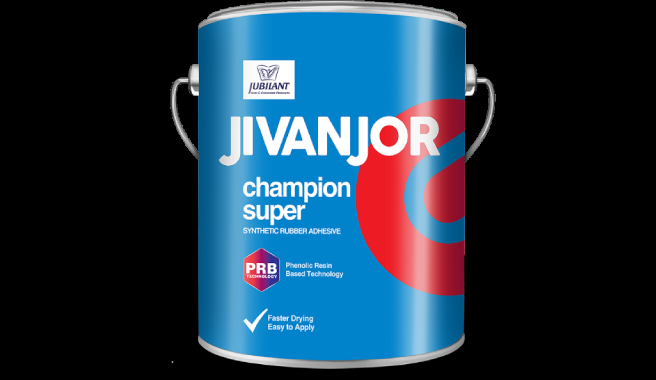 JUBILANT
JIVANJOR
champion
super
SYNTHETIC RUBBER ADHESIVE
PRB
TECHNOLOGY
Phenolic Resin
Based Technology
Faster Drying
Easy to Apply